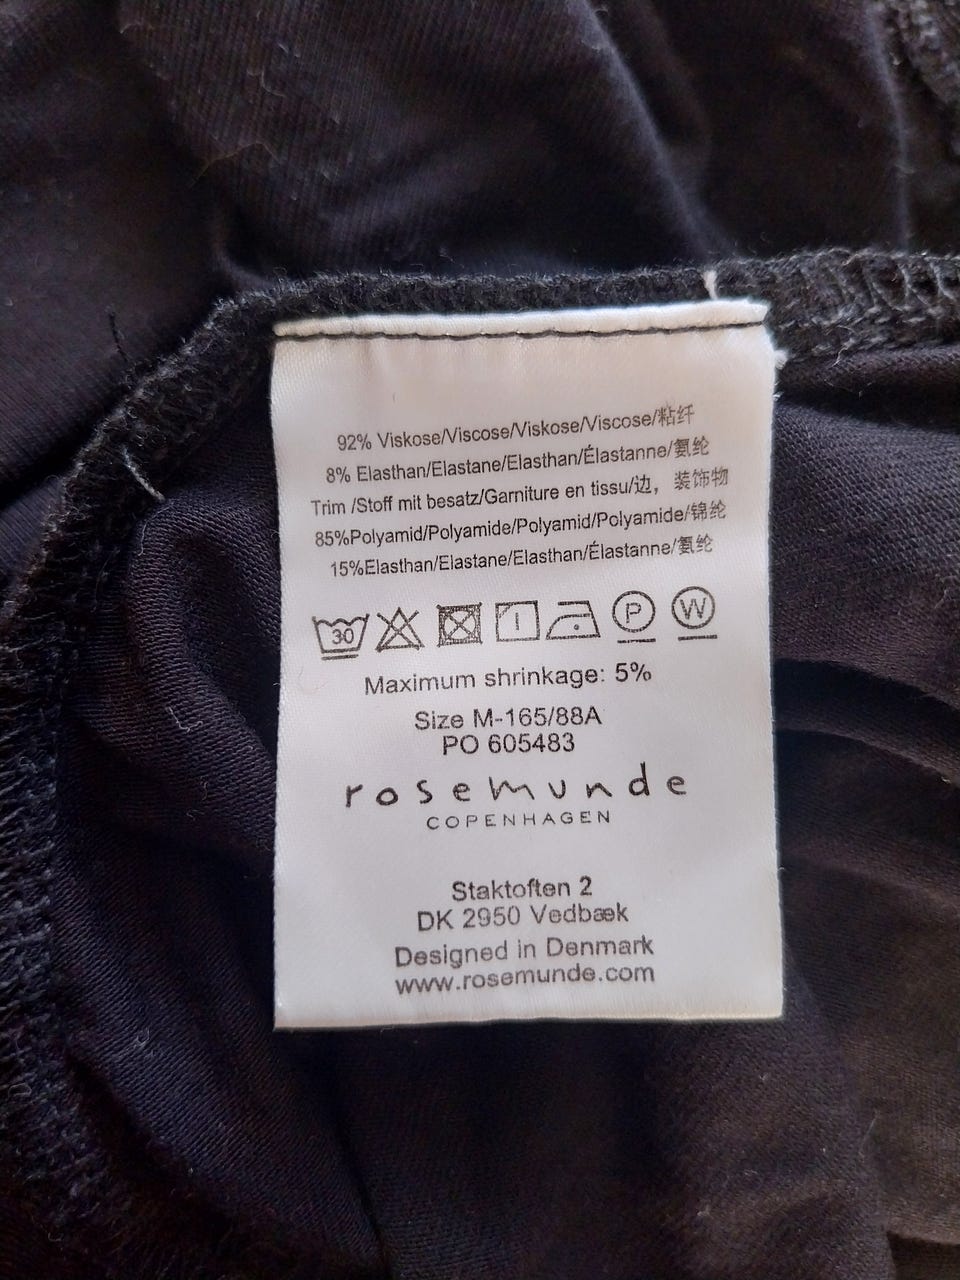 92% Viskose/Viscose/Viskose/Viscose/粘纤
8% Elasthan/Elastane/Elasthan/Élastanne/氨纶
Trim /Stoff mit besatz/Garniture en tissu/边，装饰物
85%Polyamid/Polyamide/Polyamid/Polyamide/锦纶
15%Elasthan/Elastane/Elasthan/Élastanne/氨纶
30 P W
Maximum shrinkage: 5%
Size M-165/88A
PO 605483
rosemunde
COPENHAGEN
Staktoften 2
DK 2950 Vedbæk
Designed in Denmark
www.rosemunde.com